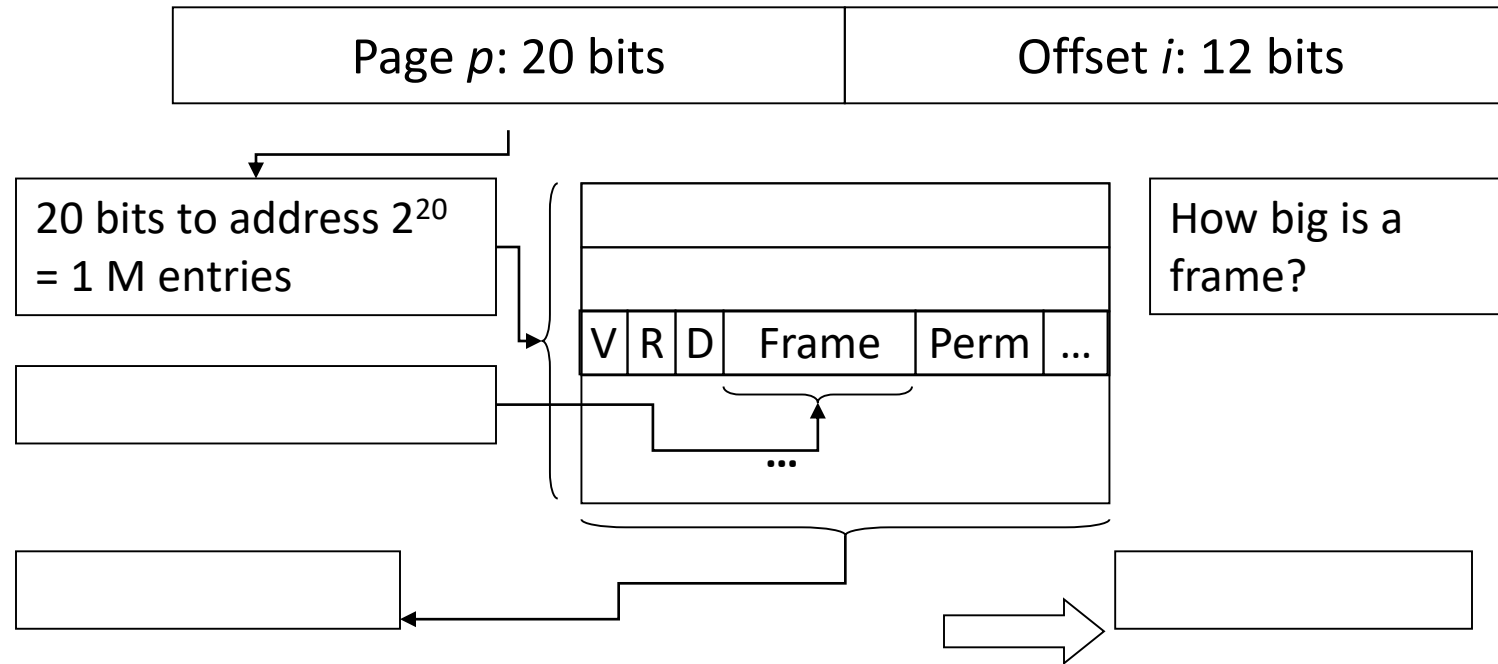 Page p: 20 bits
Offset i: 12 bits
20 bits to address 2²⁰
= 1 M entries
How big is a
frame?
V R D Frame Perm ...
...